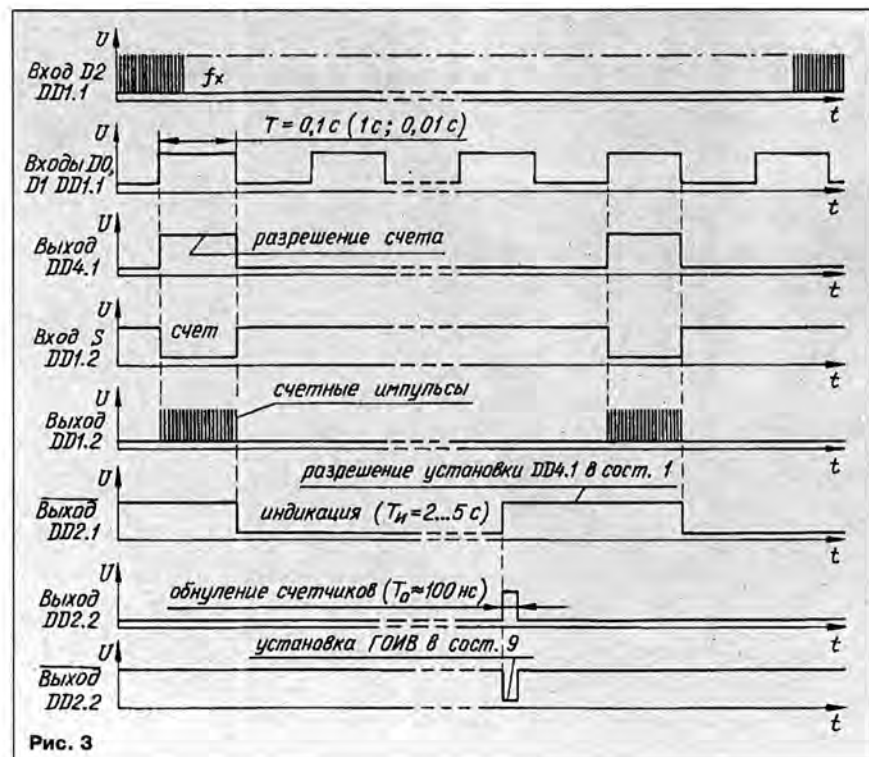 U
Вход D2
DD1.1
fx
t
T = 0,1 с (1с; 0,01 с)
U
Входы D0,
D1 DD1.1
t
U
Выход
DD4.1
разрешение счета
t
U
Вход S
DD1.2
счет
t
U
Выход
DD1.2
счетные импульсы
t
разрешение установки DD4.1 в сост. 1
U
Выход
DD2.1
индикация (Tи=2...5 с)
t
U
Выход
DD2.2
обнуление счетчиков (To≈100 нс)
t
установка ГОИВ в сост. 9
U
Выход
DD2.2
t
Рис. 3